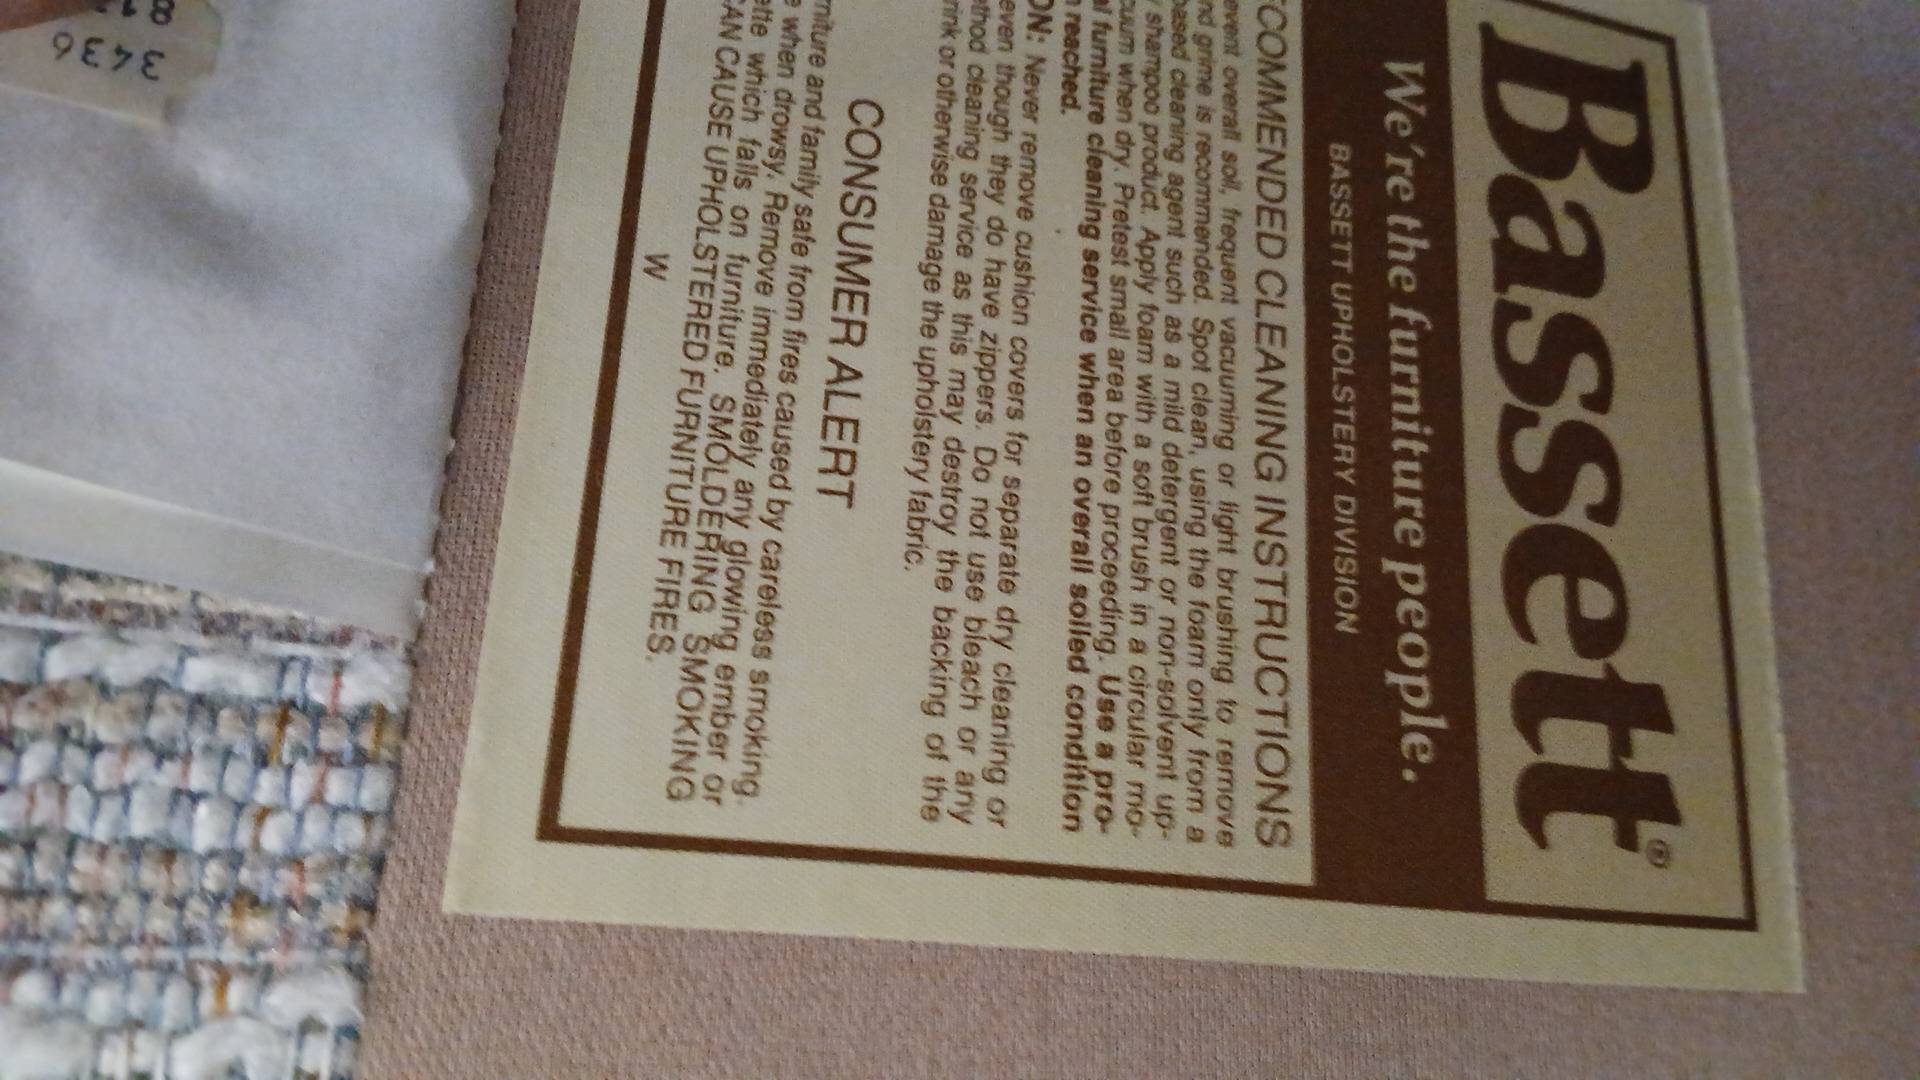 Bassett®
We're the furniture people.
BASSETT UPHOLSTERY DIVISION
COMMENDED CLEANING INSTRUCTIONS
event overall soil, frequent vacuuming or light brushing to remove
nd grime is recommended. Spot clean, using the foam only from a
based cleaning agent such as a mild detergent or non-solvent up-
y shampoo product. Apply foam with a soft brush in a circular mo-
cuum when dry. Pretest small area before proceeding. Use a pro-
al furniture cleaning service when an overall soiled condition
n reached.
ON: Never remove cushion covers for separate dry cleaning or
even though they do have zippers. Do not use bleach or any
ethod cleaning service as this may destroy the backing of the
rink or otherwise damage the upholstery fabric.
CONSUMER ALERT
rniture and family safe from fires caused by careless smoking.
e when drowsy. Remove immediately any glowing ember or
ette which falls on furniture. SMOLDERING SMOKING
AN CAUSE UPHOLSTERED FURNITURE FIRES.
W
3436